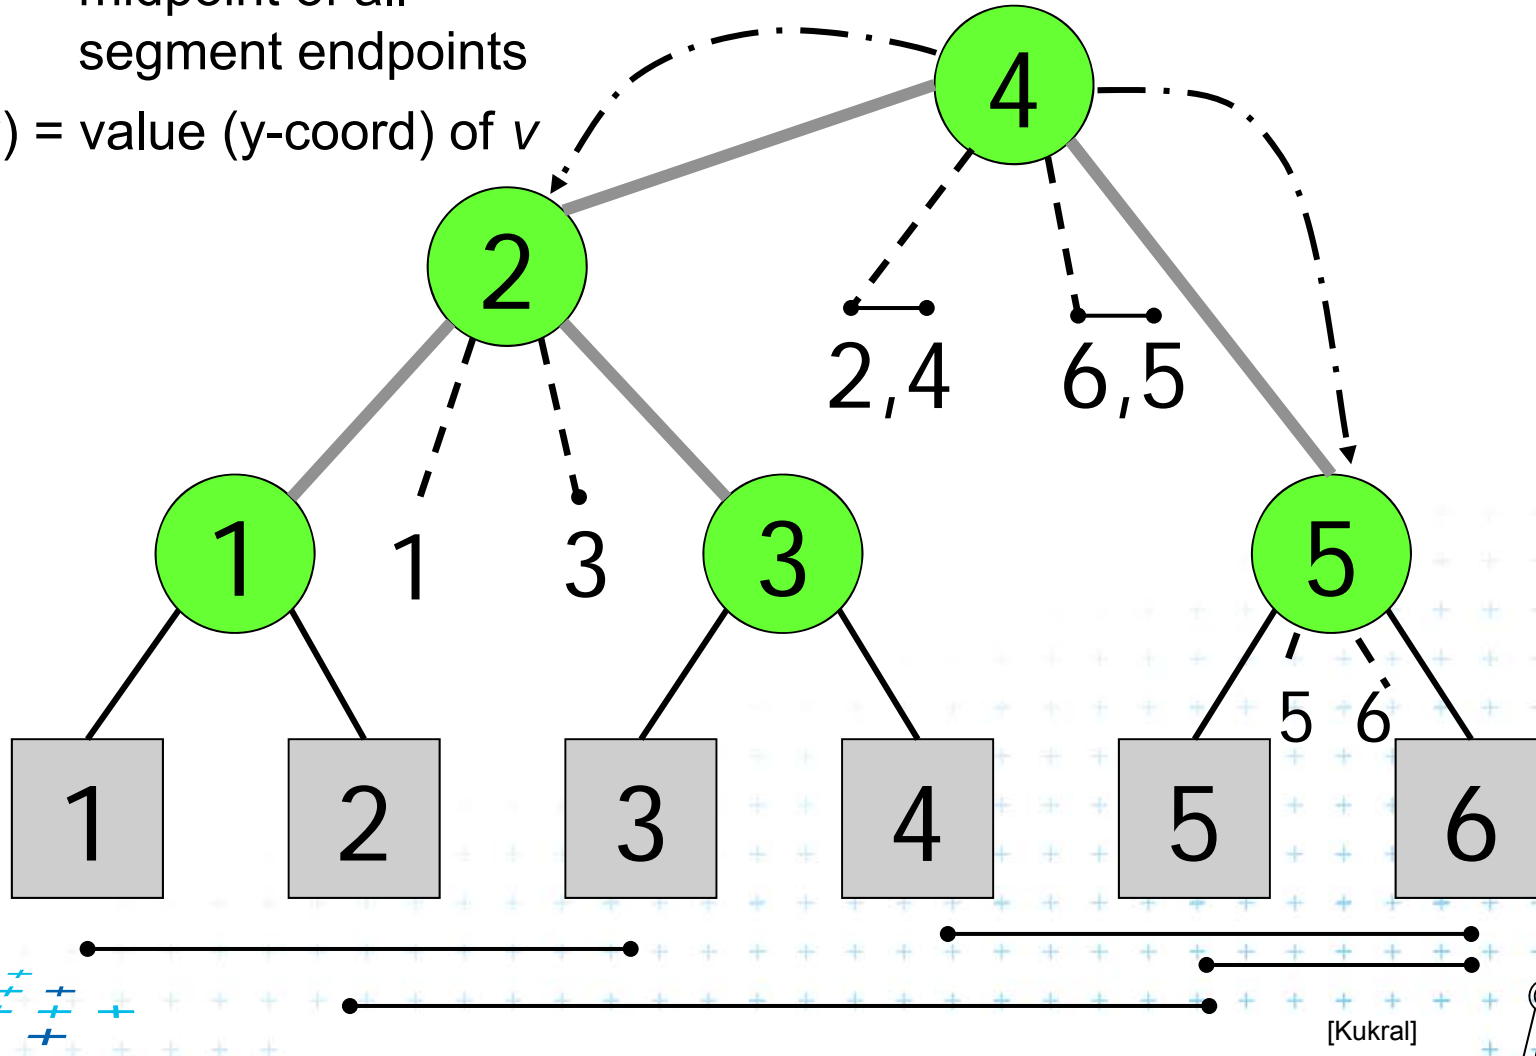 segment endpoints
) = value (y-coord) of v
4
2
2,4 6,5
1 1 3 3 5
5 6
1 2 3 4 5 6
[Kukral]